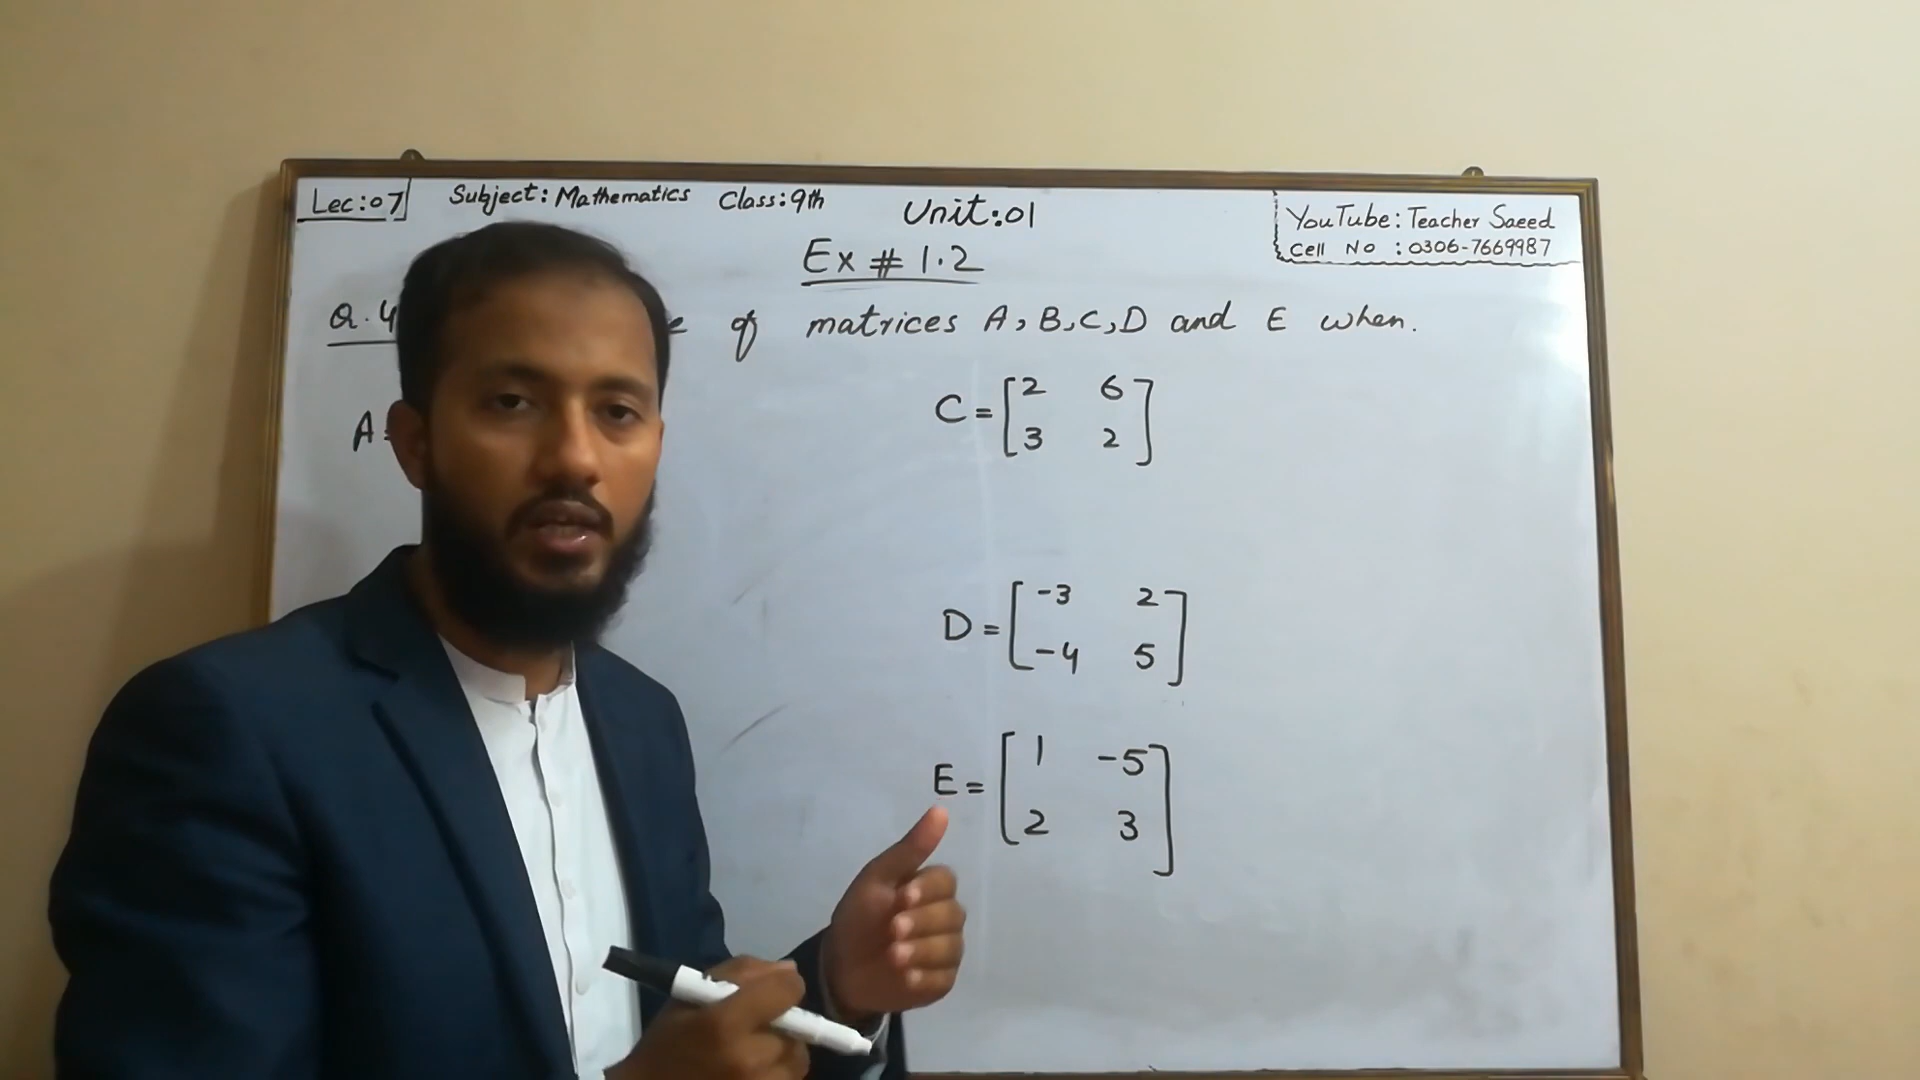 Lec:07
Subject: Mathematics Class: 9th Unit:01
YouTube: Teacher Saeed
Cell No : 0306-7669987
Ex # 1.2
Q.4 of matrices A, B, C, D and E when.
A=
C = [2 6
3 2]
D = [-3 2
-4 5]
E = [1 -5
2 3]